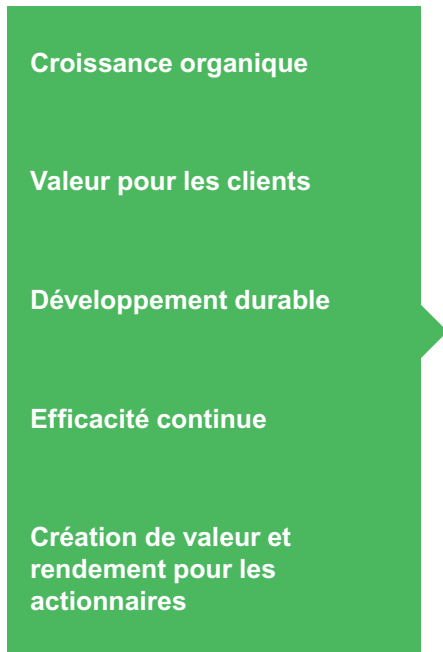 Croissance organique
Valeur pour les clients
Développement durable
Efficacité continue
Création de valeur et
rendement pour les
actionnaires